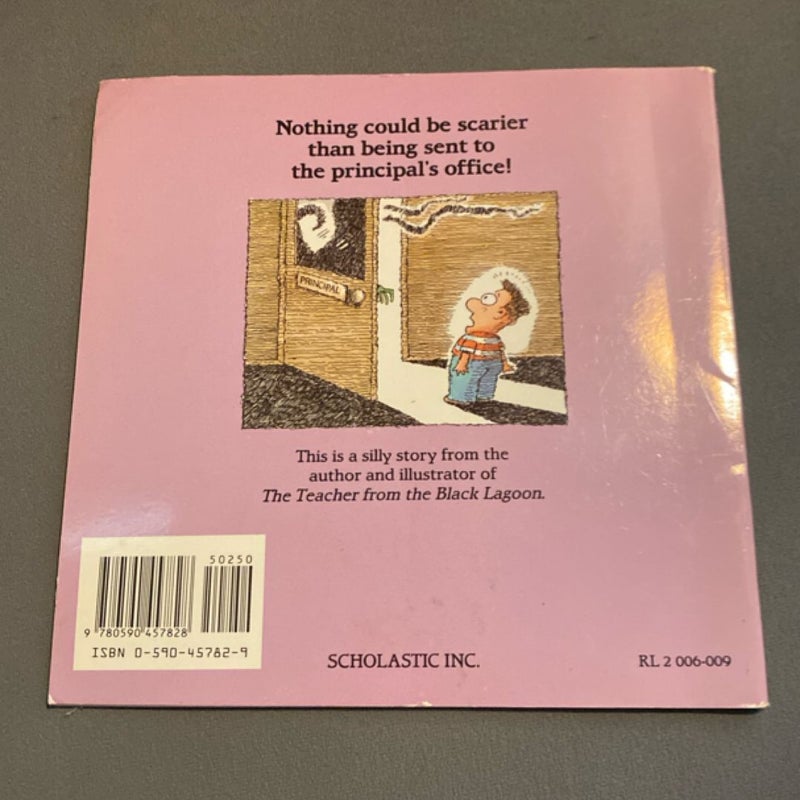 Nothing could be scarier
than being sent to
the principal's office!
PRINCIPAL
This is a silly story from the
author and illustrator of
The Teacher from the Black Lagoon.
50250
9 780590 457828
ISBN 0-590-45782-9
SCHOLASTIC INC.
RL 2 006-009